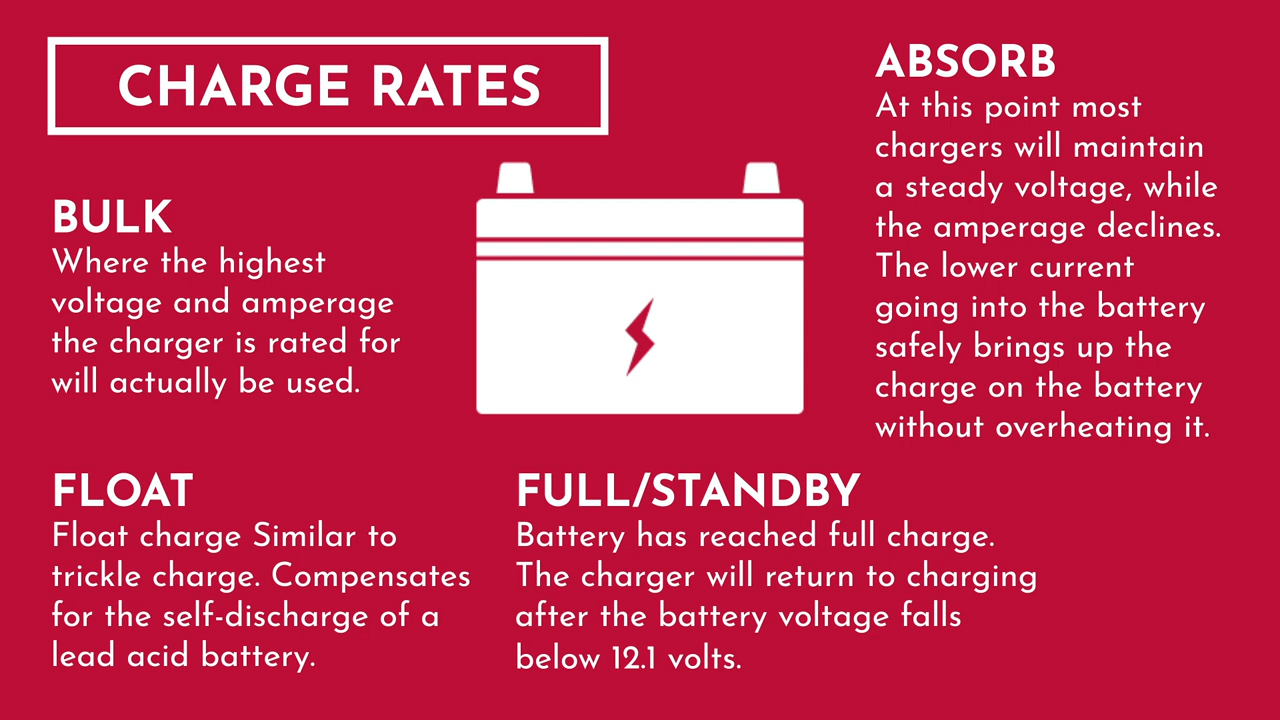 CHARGE RATES
BULK
Where the highest
voltage and amperage
the charger is rated for
will actually be used.
ABSORB
At this point most
chargers will maintain
a steady voltage, while
the amperage declines.
The lower current
going into the battery
safely brings up the
charge on the battery
without overheating it.
FLOAT
Float charge Similar to
trickle charge. Compensates
for the self-discharge of a
lead acid battery.
FULL/STANDBY
Battery has reached full charge.
The charger will return to charging
after the battery voltage falls
below 12.1 volts.